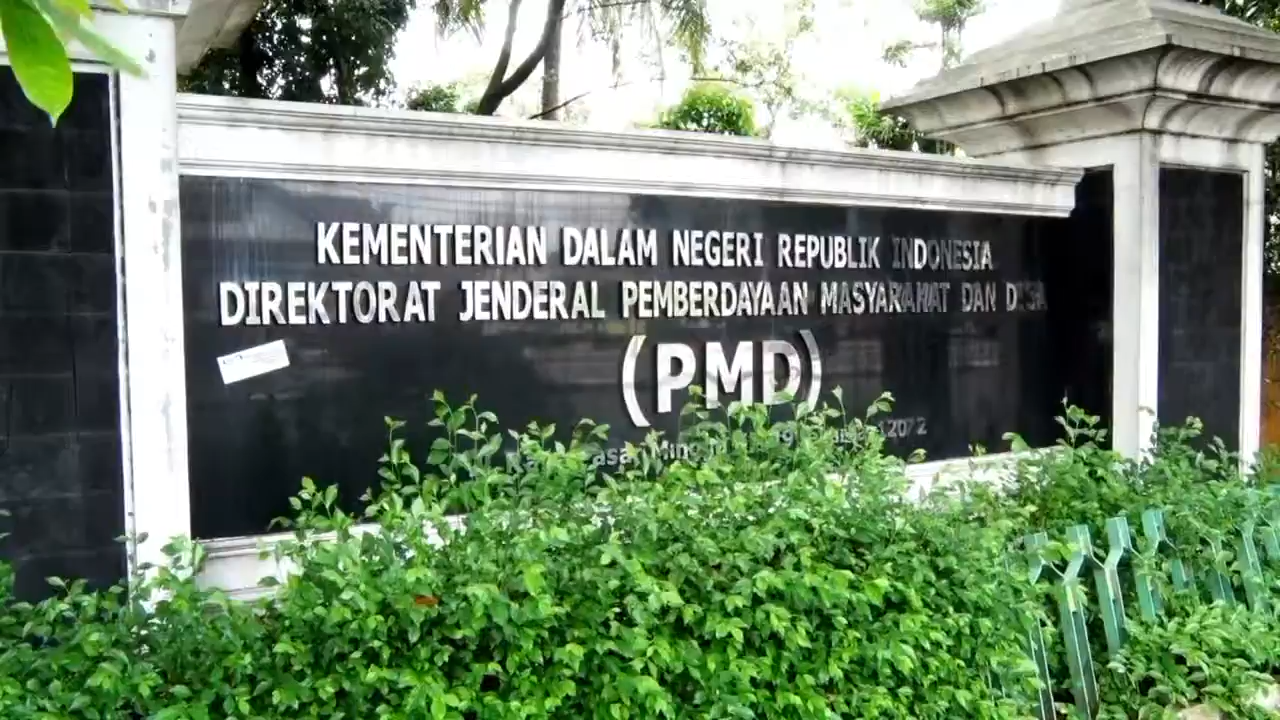 KEMENTERIAN DALAM NEGERI REPUBLIK INDONESIA
DIREKTORAT JENDERAL PEMBERDAYAAN MASYARAKAT DAN DESA
(PMD)